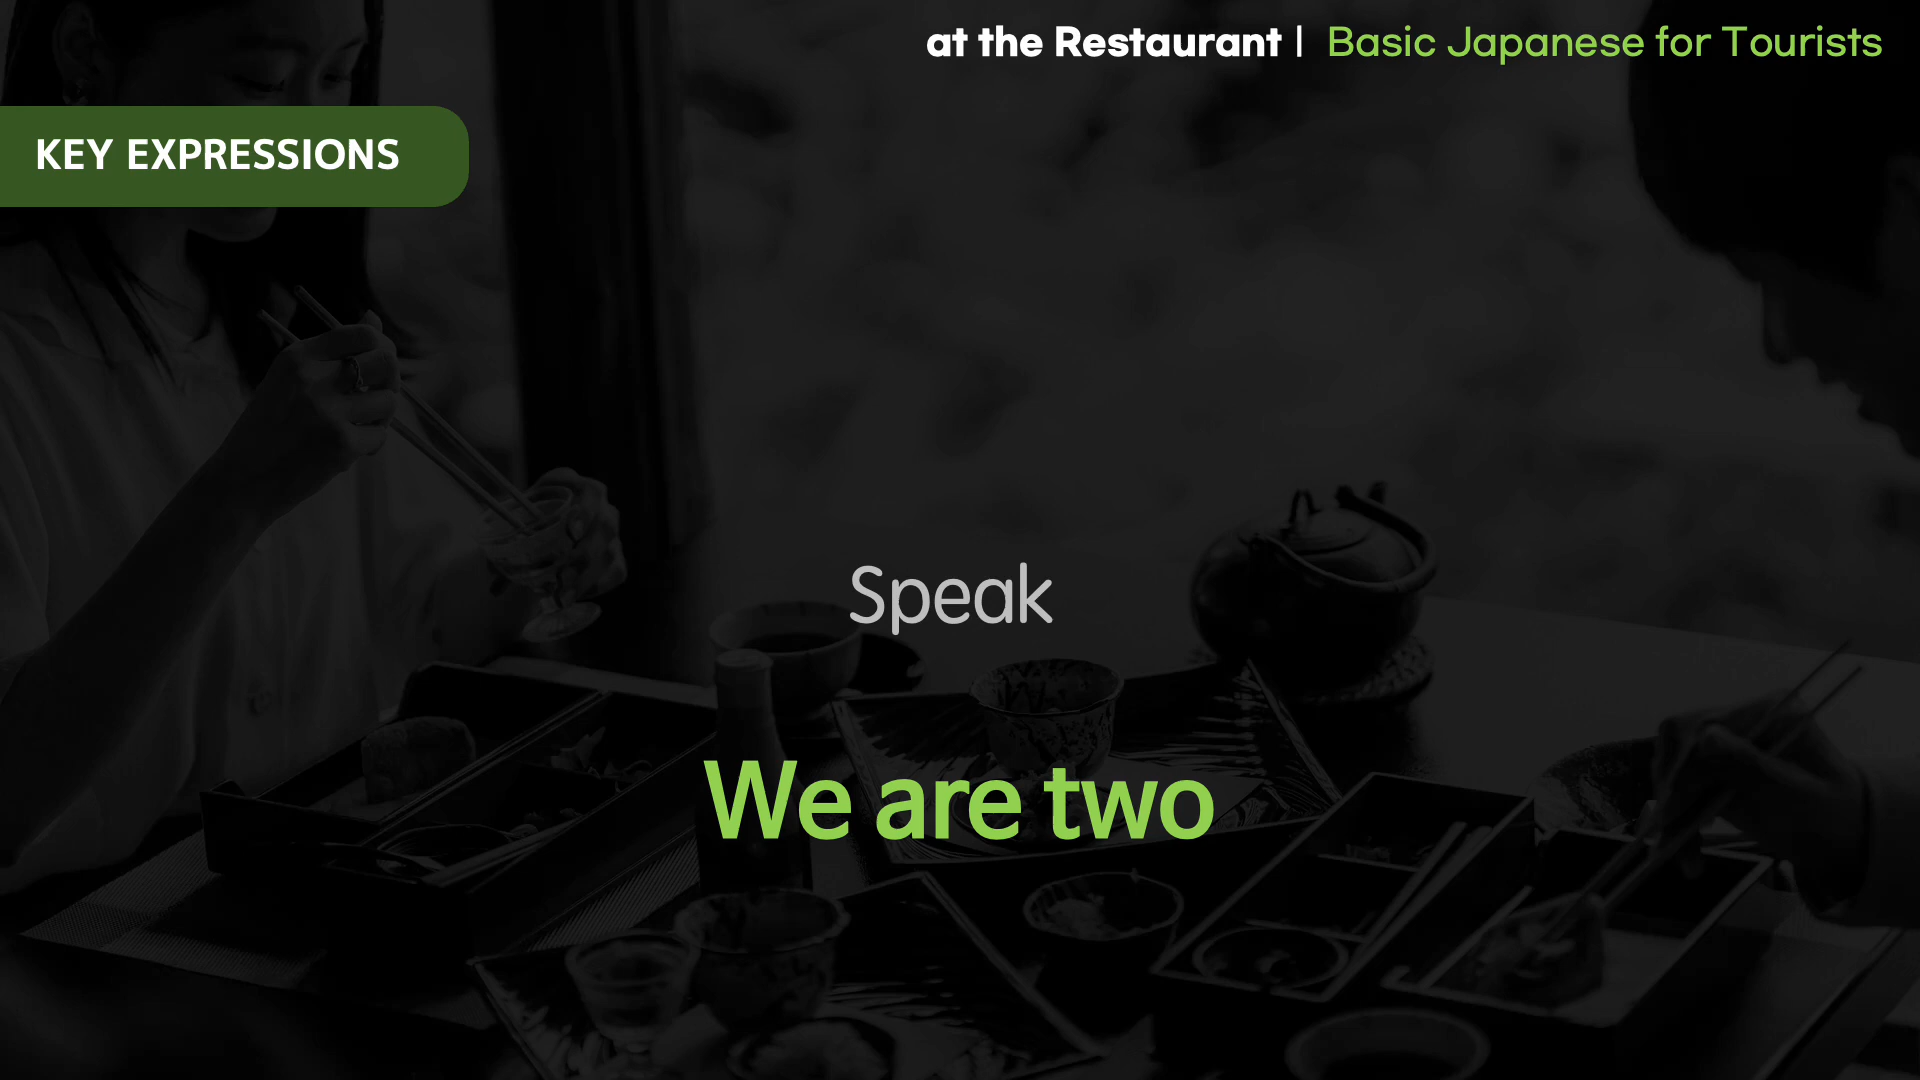 at the Restaurant | Basic Japanese for Tourists
KEY EXPRESSIONS
Speak
We are two